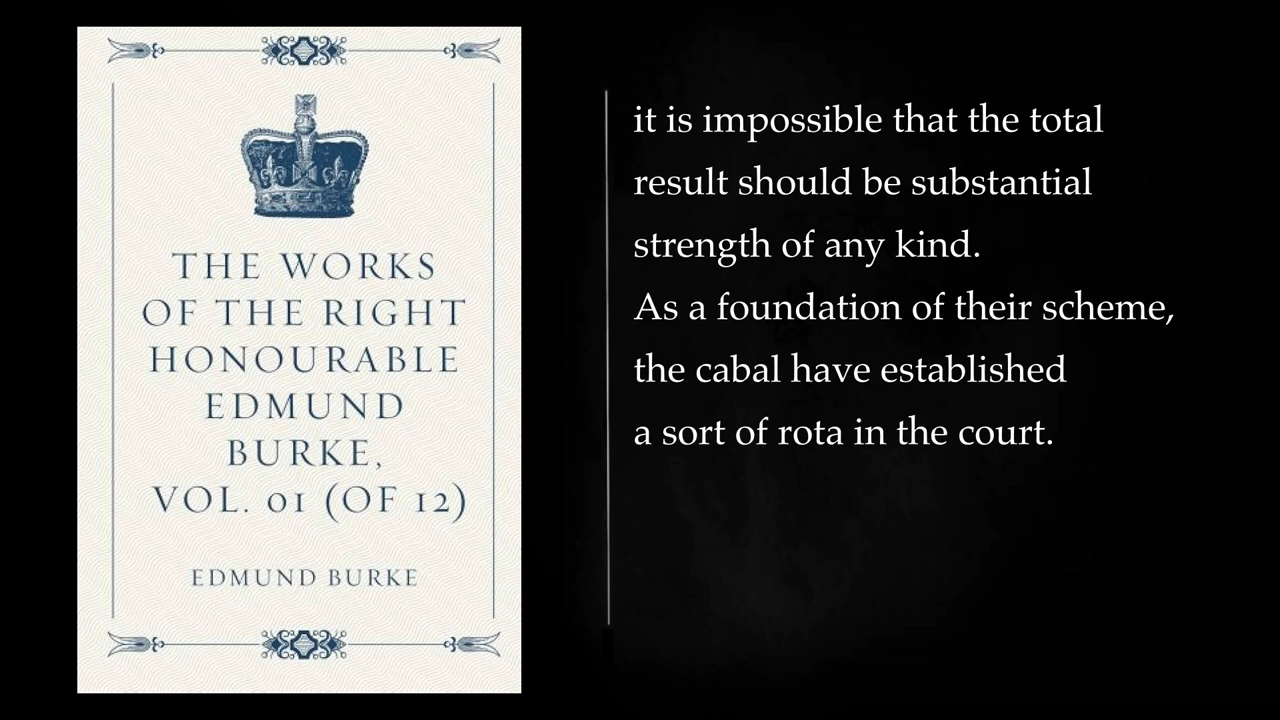 THE WORKS
OF THE RIGHT
HONOURABLE
EDMUND
BURKE,
VOL. 01 (OF 12)
EDMUND BURKE
it is impossible that the total
result should be substantial
strength of any kind.
As a foundation of their scheme,
the cabal have established
a sort of rota in the court.